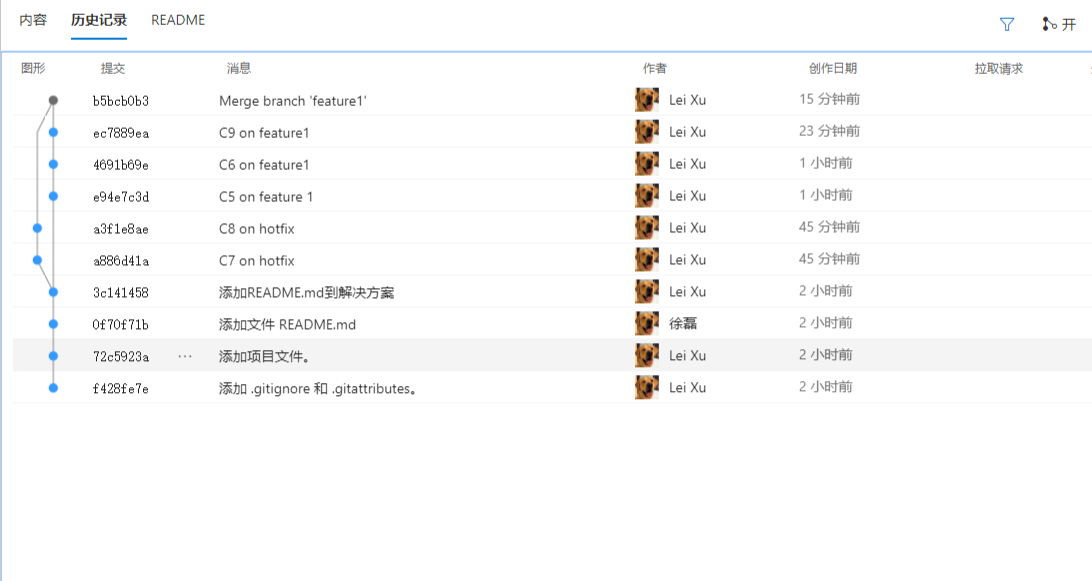 内容 历史记录 README 开
图形 提交 消息 作者 创作日期 拉取请求
b5bcb0b3 Merge branch 'feature1' Lei Xu 15 分钟前
ec7889ea C9 on feature1 Lei Xu 23 分钟前
4691b69e C6 on feature1 Lei Xu 1 小时前
e94e7c3d C5 on feature 1 Lei Xu 1 小时前
a3f1e8ae C8 on hotfix Lei Xu 45 分钟前
a886d41a C7 on hotfix Lei Xu 45 分钟前
3c141458 添加README.md到解决方案 Lei Xu 2 小时前
0f70f71b 添加文件 README.md 徐磊 2 小时前
72c5923a ··· 添加项目文件。 Lei Xu 2 小时前
f428fe7e 添加 .gitignore 和 .gitattributes。 Lei Xu 2 小时前